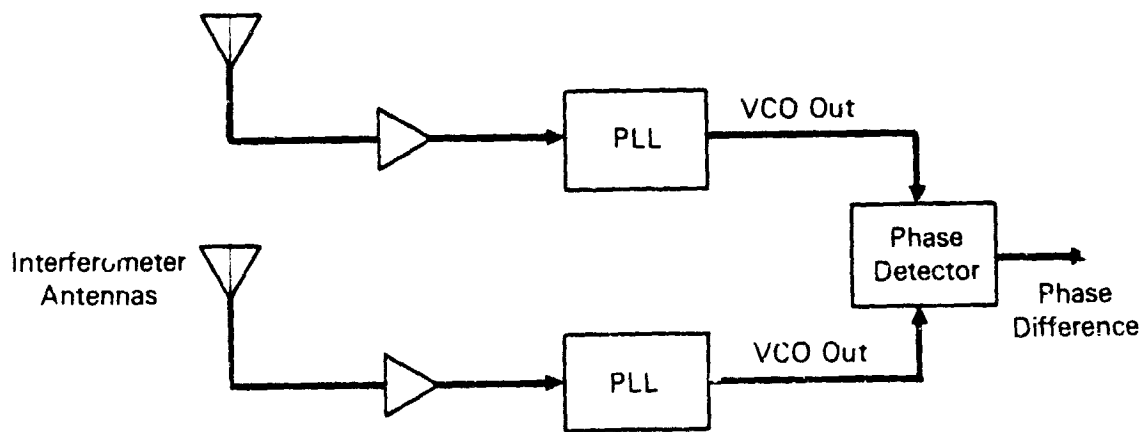 VCO Out
PLL
Phase
Detector
Interferometer
Antennas
Phase
Difference
VCO Out
PLL